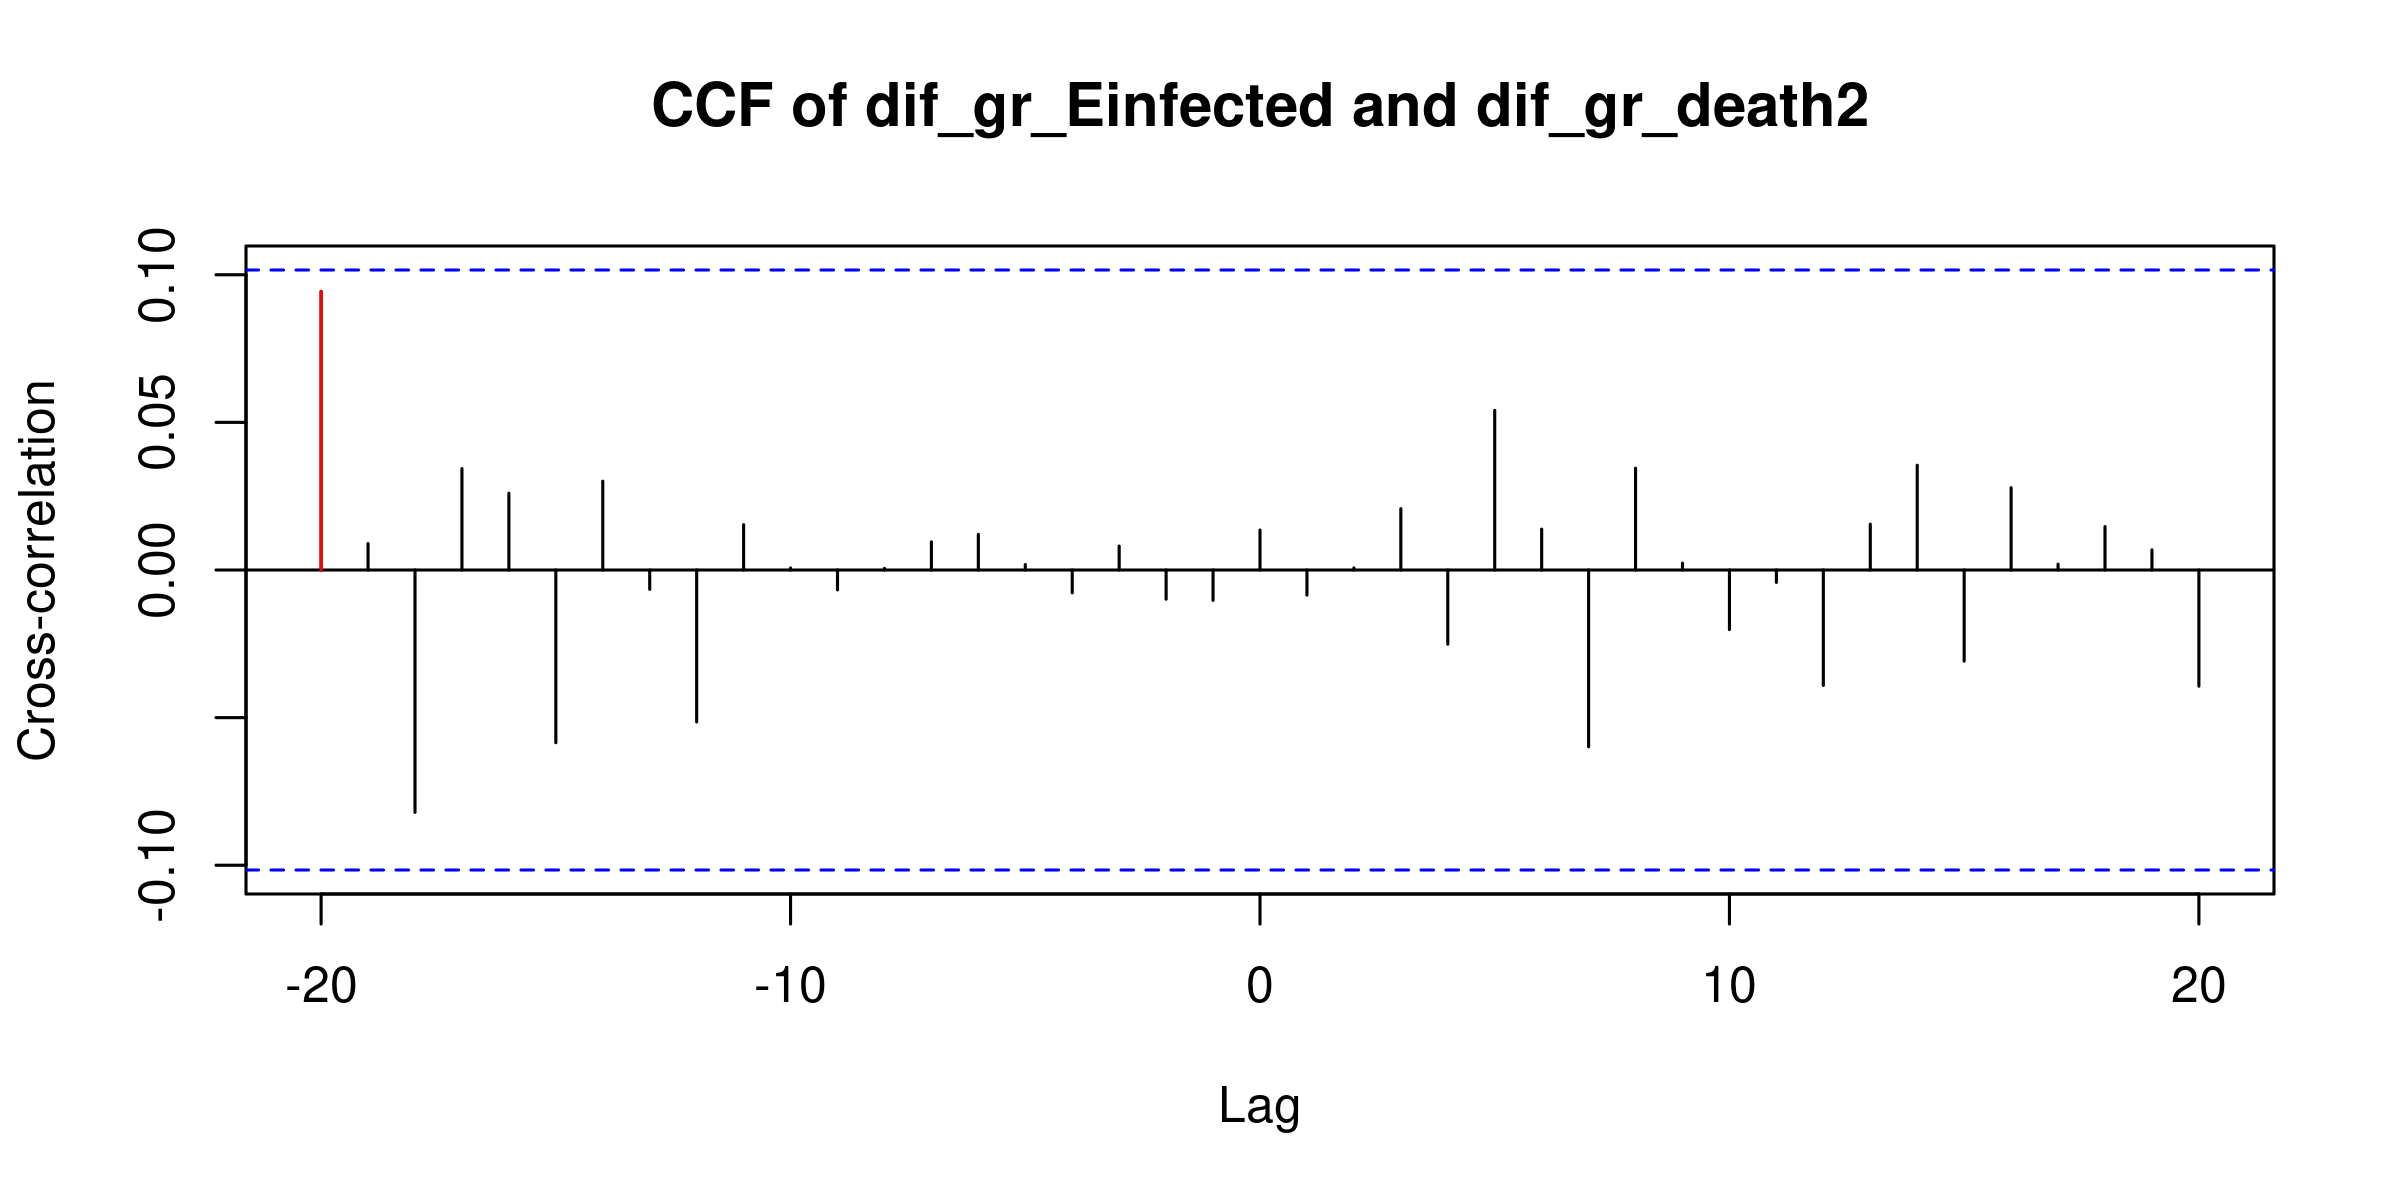 CCF of dif_gr_Einfected and dif_gr_death2
Cross-correlation
0.10
0.05
0.00
-0.10
-20 -10 0 10 20
Lag